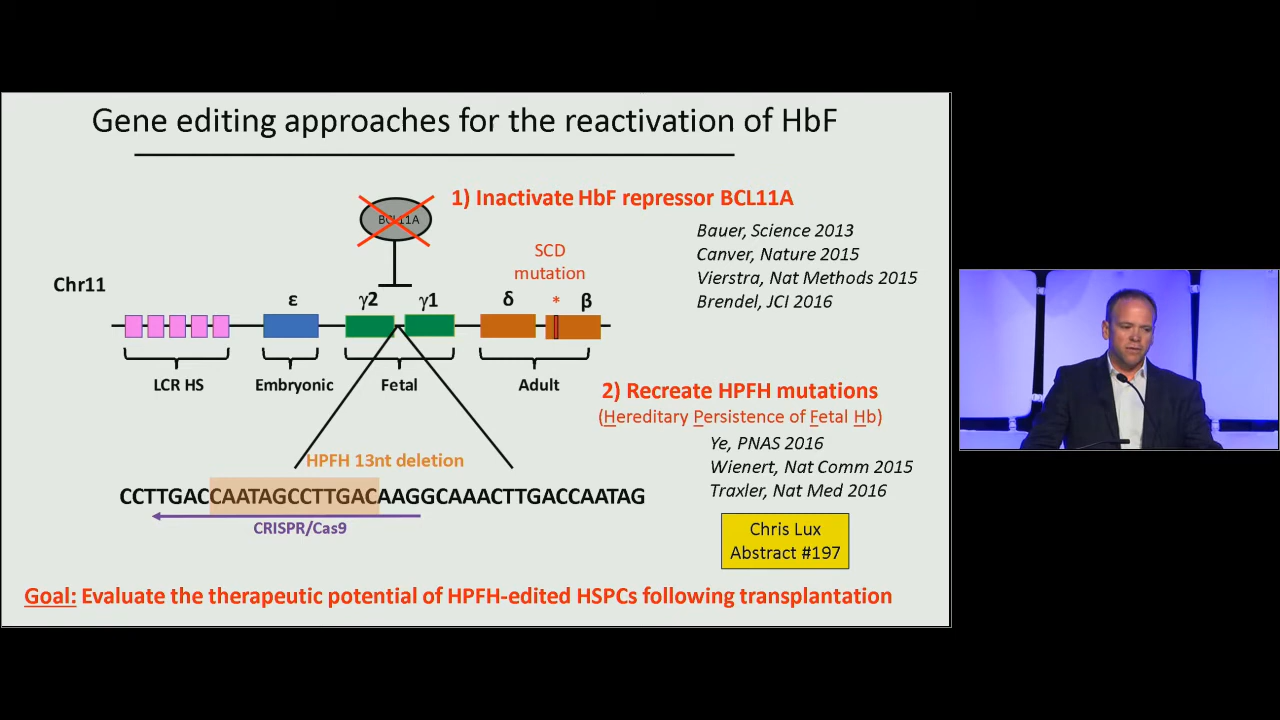 Gene editing approaches for the reactivation of HbF
BCL11A
1) Inactivate HbF repressor BCL11A
Bauer, Science 2013
Canver, Nature 2015
Vierstra, Nat Methods 2015
Brendel, JCI 2016
SCD
mutation
Chr11
ε
γ2
γ1
δ
*
β
LCR HS
Embryonic
Fetal
Adult
2) Recreate HPFH mutations
(Hereditary Persistence of Fetal Hb)
Ye, PNAS 2016
Wienert, Nat Comm 2015
Traxler, Nat Med 2016
HPFH 13nt deletion
CCTTGACCAATAGCCTTGACAAGGCAAACTTGACCAATAG
CRISPR/Cas9
Chris Lux
Abstract #197
Goal: Evaluate the therapeutic potential of HPFH-edited HSPCs following transplantation